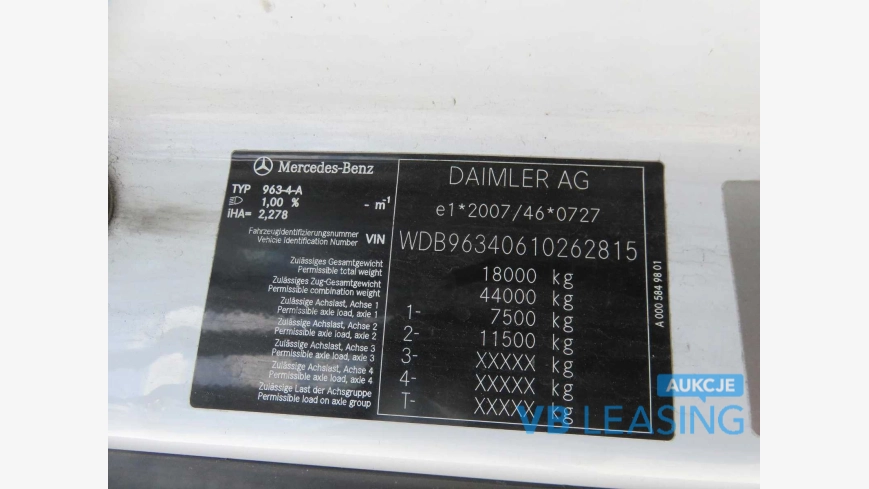 Mercedes-Benz
DAIMLER AG
TYP 963-4-A
1,00 % - m-1
iHA= 2,278
e1*2007/46*0727
Fahrzeugidentifizierungsnummer
Vehicle Identification Number VIN WDB96340610262815
Zulässiges Gesamtgewicht
Permissible total weight 18000 kg
Zulässiges Zug-Gesamtgewicht
Permissible combination weight 44000 kg
Zulässige Achslast, Achse 1
Permissible axle load, axle 1 1- 7500 kg
Zulässige Achslast, Achse 2
Permissible axle load, axle 2 2- 11500 kg
Zulässige Achslast, Achse 3
Permissible axle load, axle 3 3- XXXXX kg
Zulässige Achslast, Achse 4
Permissible axle load, axle 4 4- XXXXX kg
Zulässige Last der Achsgruppe
Permissible load on axle group T- XXXXX kg
A 000 584 98 01
AUKCJE
VB LEASING